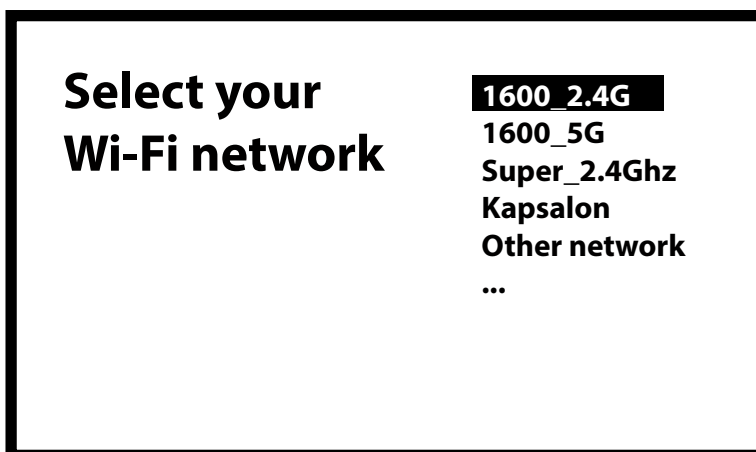 Select your
Wi-Fi network
1600_2.4G
1600_5G
Super_2.4Ghz
Kapsalon
Other network
...